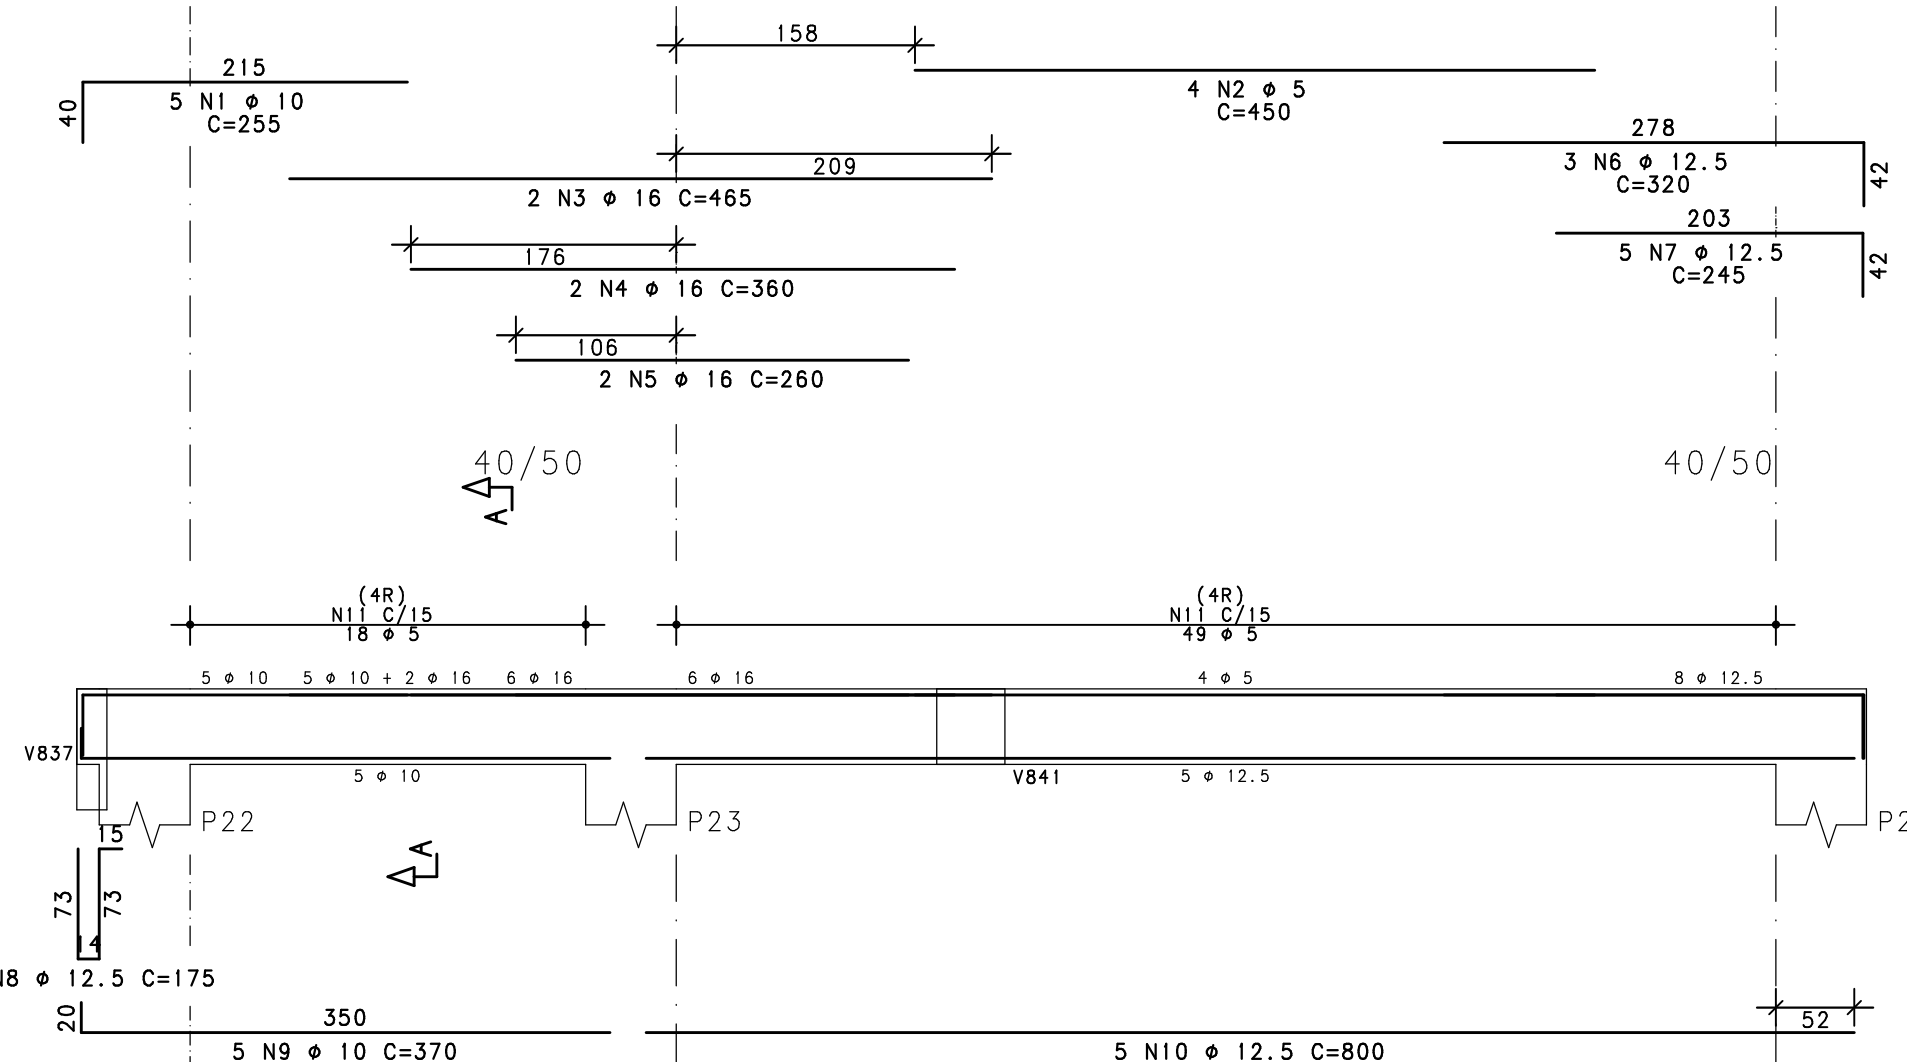 158
215
40
5 N1 ϕ 10
C=255
4 N2 ϕ 5
C=450
278
3 N6 ϕ 12.5
C=320
42
209
2 N3 ϕ 16 C=465
203
5 N7 ϕ 12.5
C=245
42
176
2 N4 ϕ 16 C=360
106
2 N5 ϕ 16 C=260
40/50
40/50
A
(4R)
N11 C/15
18 ϕ 5
(4R)
N11 C/15
49 ϕ 5
5 ϕ 10
5 ϕ 10 + 2 ϕ 16
6 ϕ 16
6 ϕ 16
4 ϕ 5
8 ϕ 12.5
V837
5 ϕ 10
V841
5 ϕ 12.5
P22
P23
P2
15
A
73
73
14
N8 ϕ 12.5 C=175
20
350
5 N9 ϕ 10 C=370
52
5 N10 ϕ 12.5 C=800